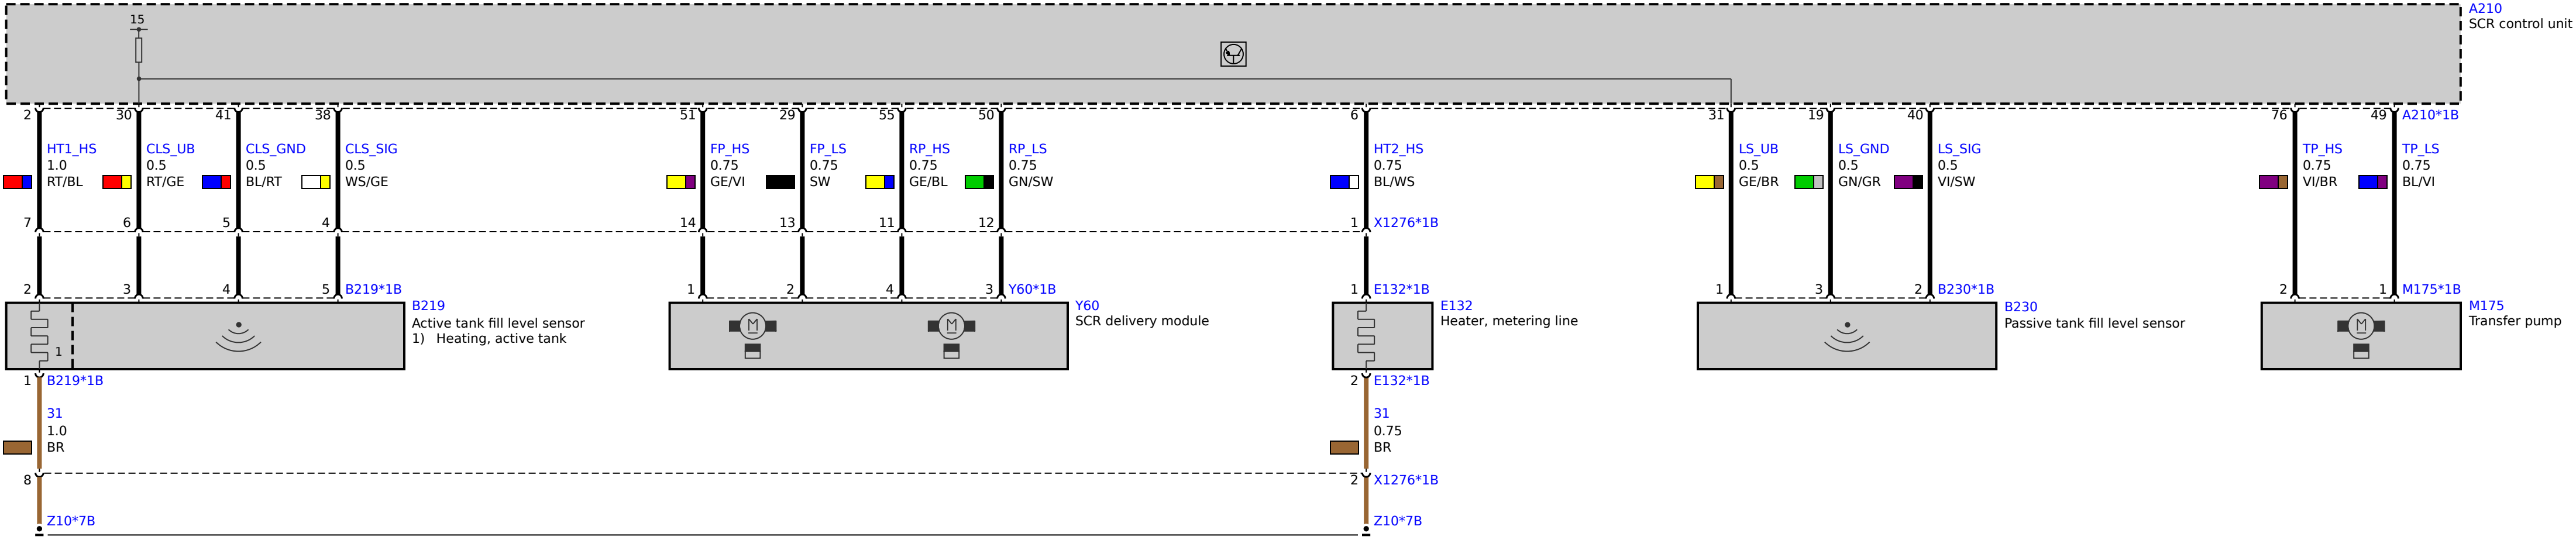 15
A210
SCR control unit
2 30 41 38 51 29 55 50 6 31 19 40 76 49 A210*1B
HT1_HS CLS_UB CLS_GND CLS_SIG FP_HS FP_LS RP_HS RP_LS HT2_HS LS_UB LS_GND LS_SIG TP_HS TP_LS
1.0 0.5 0.5 0.5 0.75 0.75 0.75 0.75 0.75 0.5 0.5 0.5 0.75 0.75
RT/BL RT/GE BL/RT WS/GE GE/VI SW GE/BL GN/SW BL/WS GE/BR GN/GR VI/SW VI/BR BL/VI
7 6 5 4 14 13 11 12 1 X1276*1B
2 3 4 5 B219*1B 1 2 4 3 Y60*1B 1 E132*1B 1 3 2 B230*1B 2 1 M175*1B
1
B219
Active tank fill level sensor
1) Heating, active tank
Y60
SCR delivery module
M M
E132
Heater, metering line
B230
Passive tank fill level sensor
M
M175
Transfer pump
1 B219*1B 2 E132*1B
31 31
1.0 0.75
BR BR
8 2 X1276*1B
Z10*7B Z10*7B